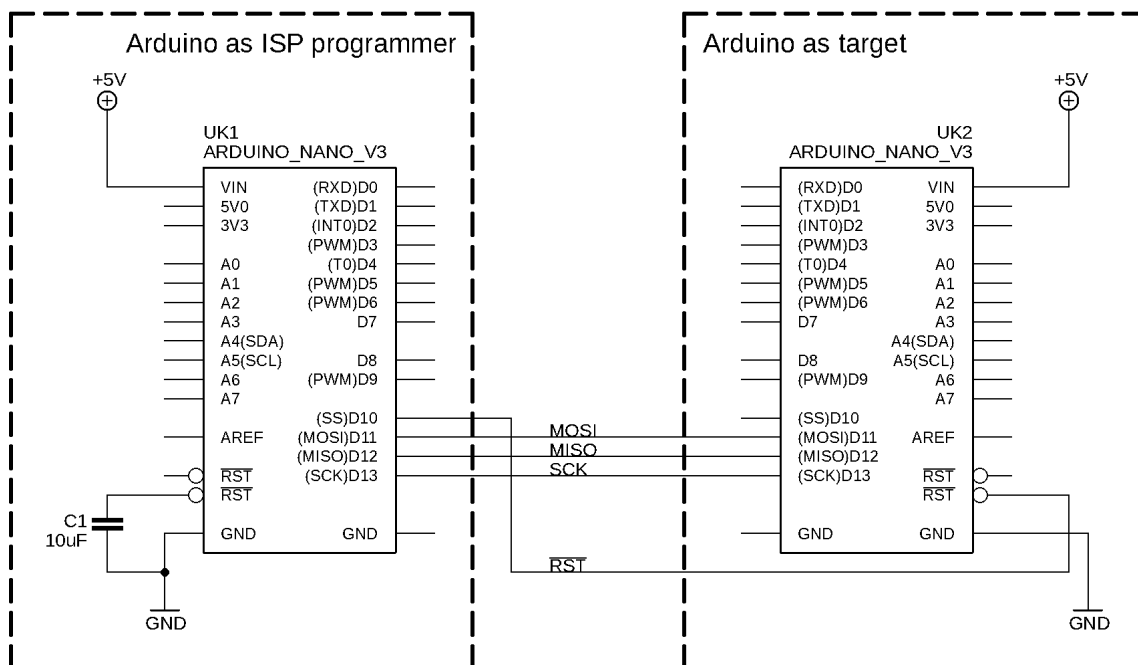 Arduino as ISP programmer
+5V
UK1
ARDUINO_NANO_V3
VIN (RXD)D0
5V0 (TXD)D1
3V3 (INT0)D2
(PWM)D3
A0 (T0)D4
A1 (PWM)D5
A2 (PWM)D6
A3 D7
A4(SDA)
A5(SCL) D8
A6 (PWM)D9
A7
(SS)D10
AREF (MOSI)D11
(MISO)D12
RST (SCK)D13
RST
GND GND
C1
10uF
GND
MOSI
MISO
SCK
RST
Arduino as target
+5V
UK2
ARDUINO_NANO_V3
(RXD)D0 VIN
(TXD)D1 5V0
(INT0)D2 3V3
(PWM)D3
(T0)D4 A0
(PWM)D5 A1
(PWM)D6 A2
D7 A3
A4(SDA)
D8 A5(SCL)
(PWM)D9 A6
A7
(SS)D10
(MOSI)D11 AREF
(MISO)D12
(SCK)D13 RST
RST
GND GND
GND